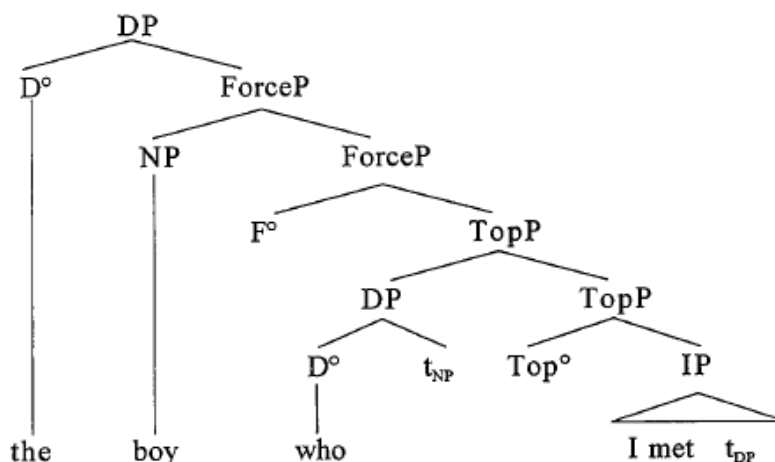 DP
D° ForceP
NP ForceP
F° TopP
DP TopP
D° t_NP Top° IP
the boy who I met t_DP